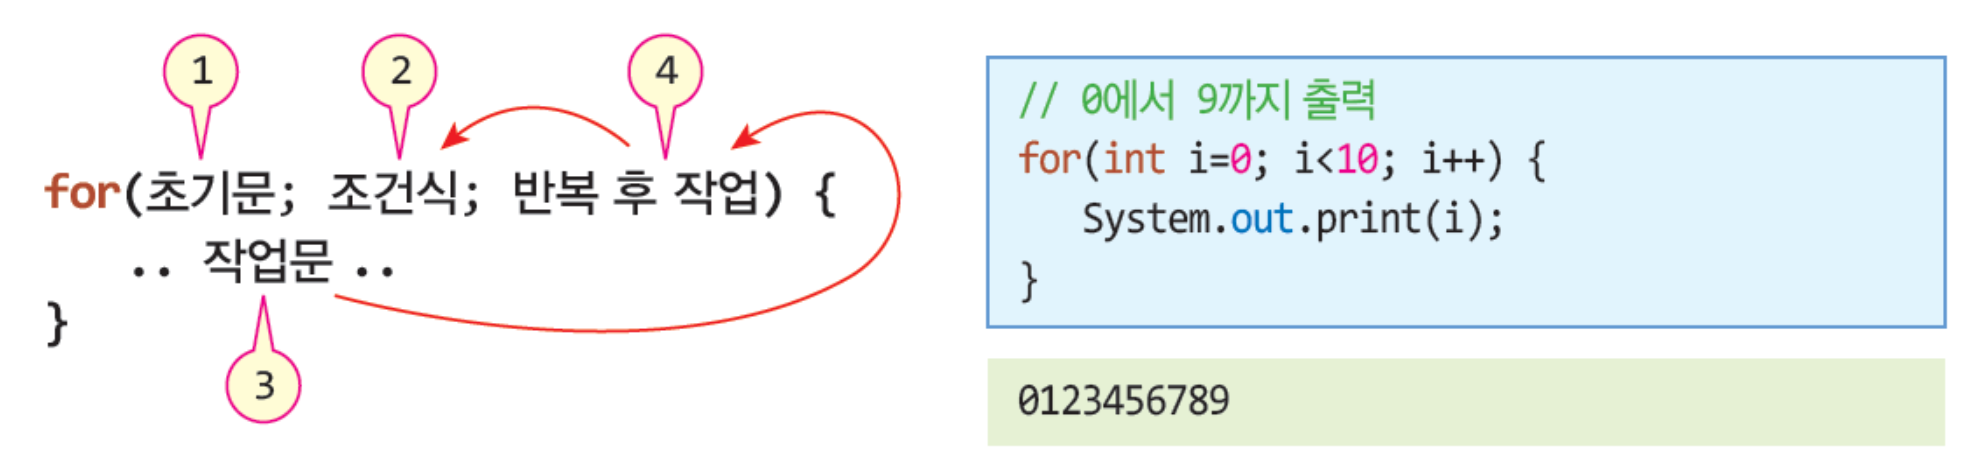 1 2 4
for(초기문; 조건식; 반복 후 작업) {
.. 작업문 ..
}
3
// 0에서 9까지 출력
for(int i=0; i<10; i++) {
System.out.print(i);
}
0123456789